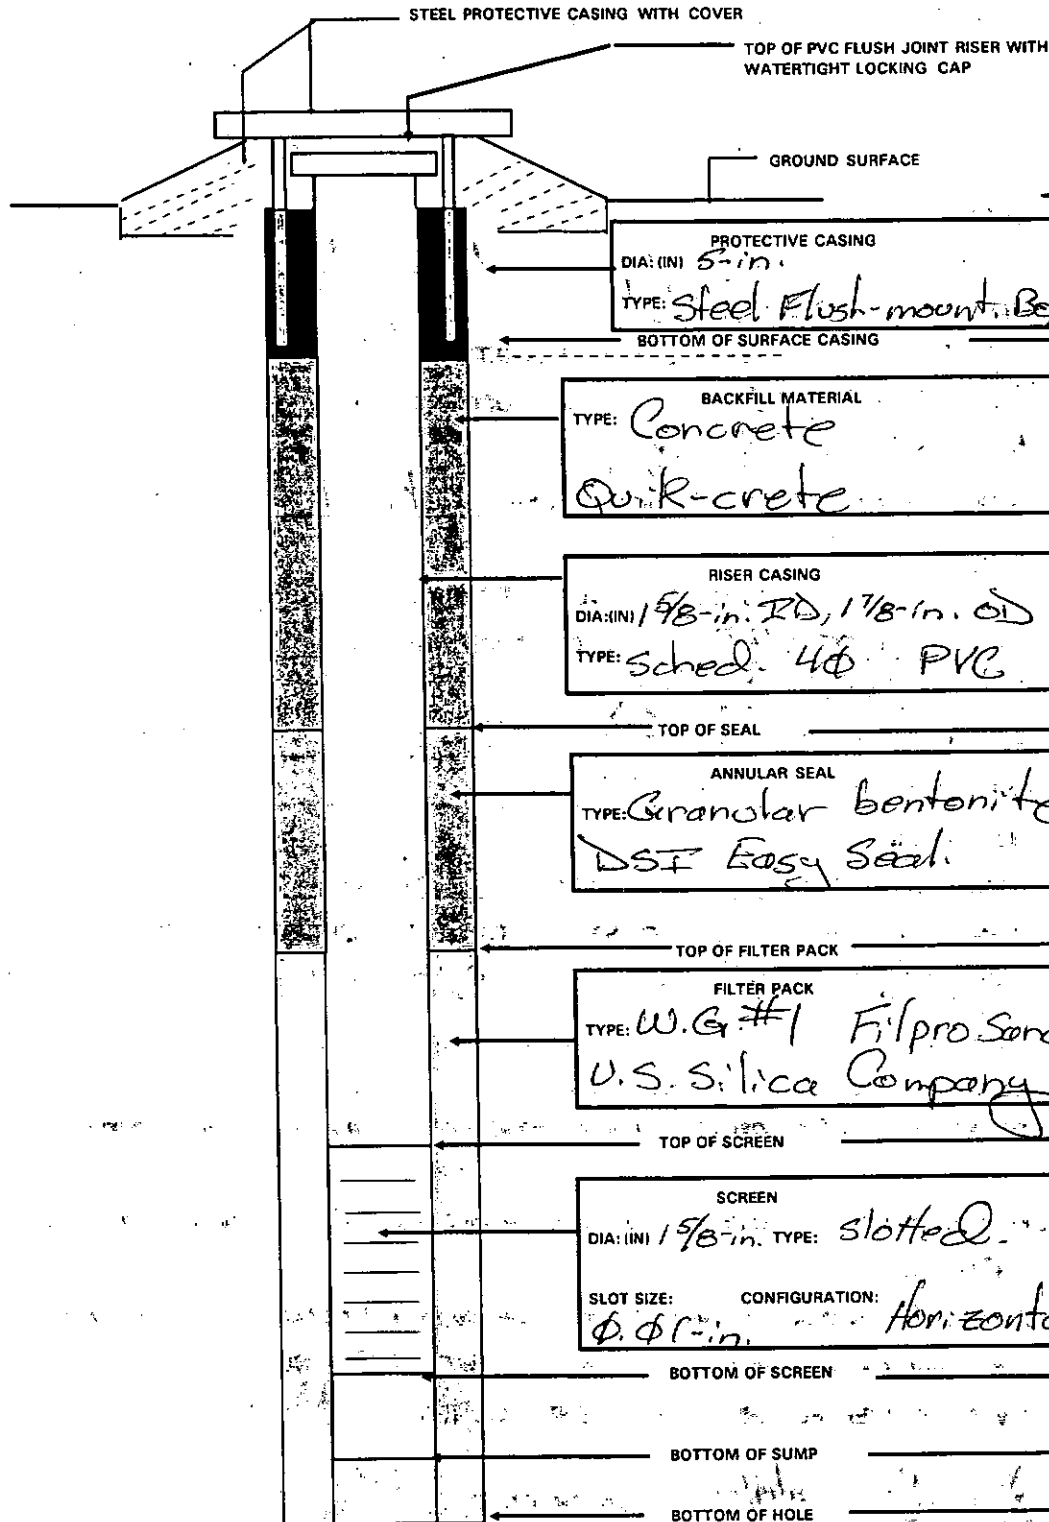 STEEL PROTECTIVE CASING WITH COVER
TOP OF PVC FLUSH JOINT RISER WITH
WATERTIGHT LOCKING CAP
GROUND SURFACE
PROTECTIVE CASING
DIA: (IN) 5-in.
TYPE: Steel Flush-mount
BOTTOM OF SURFACE CASING
BACKFILL MATERIAL
TYPE: Concrete
Quik-crete
RISER CASING
DIA:(IN) 1 5/8-in. ID, 1 7/8-in. OD
TYPE: Sched. 40 PVC
TOP OF SEAL
ANNULAR SEAL
TYPE: Granular bentonite
DSI Easy Seal.
TOP OF FILTER PACK
FILTER PACK
TYPE: W.G. #1 Filpro Sand
U.S. Silica Company
TOP OF SCREEN
SCREEN
DIA: (IN) 1 5/8-in. TYPE: Slotted.
SLOT SIZE: CONFIGURATION:
0.01-in. Horizonta
BOTTOM OF SCREEN
BOTTOM OF SUMP
BOTTOM OF HOLE